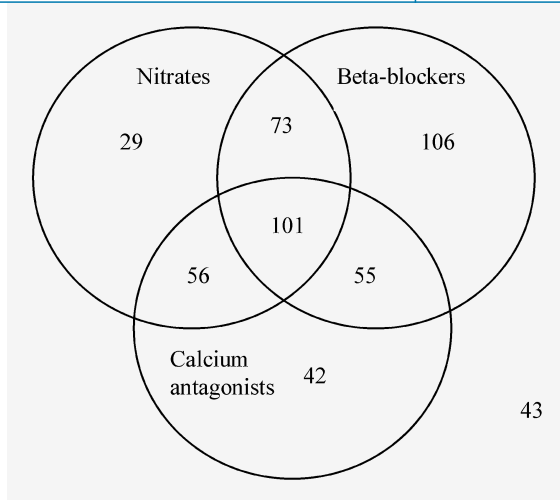 Nitrates
Beta-blockers
73
29
106
101
56
55
Calcium
antagonists
42
43